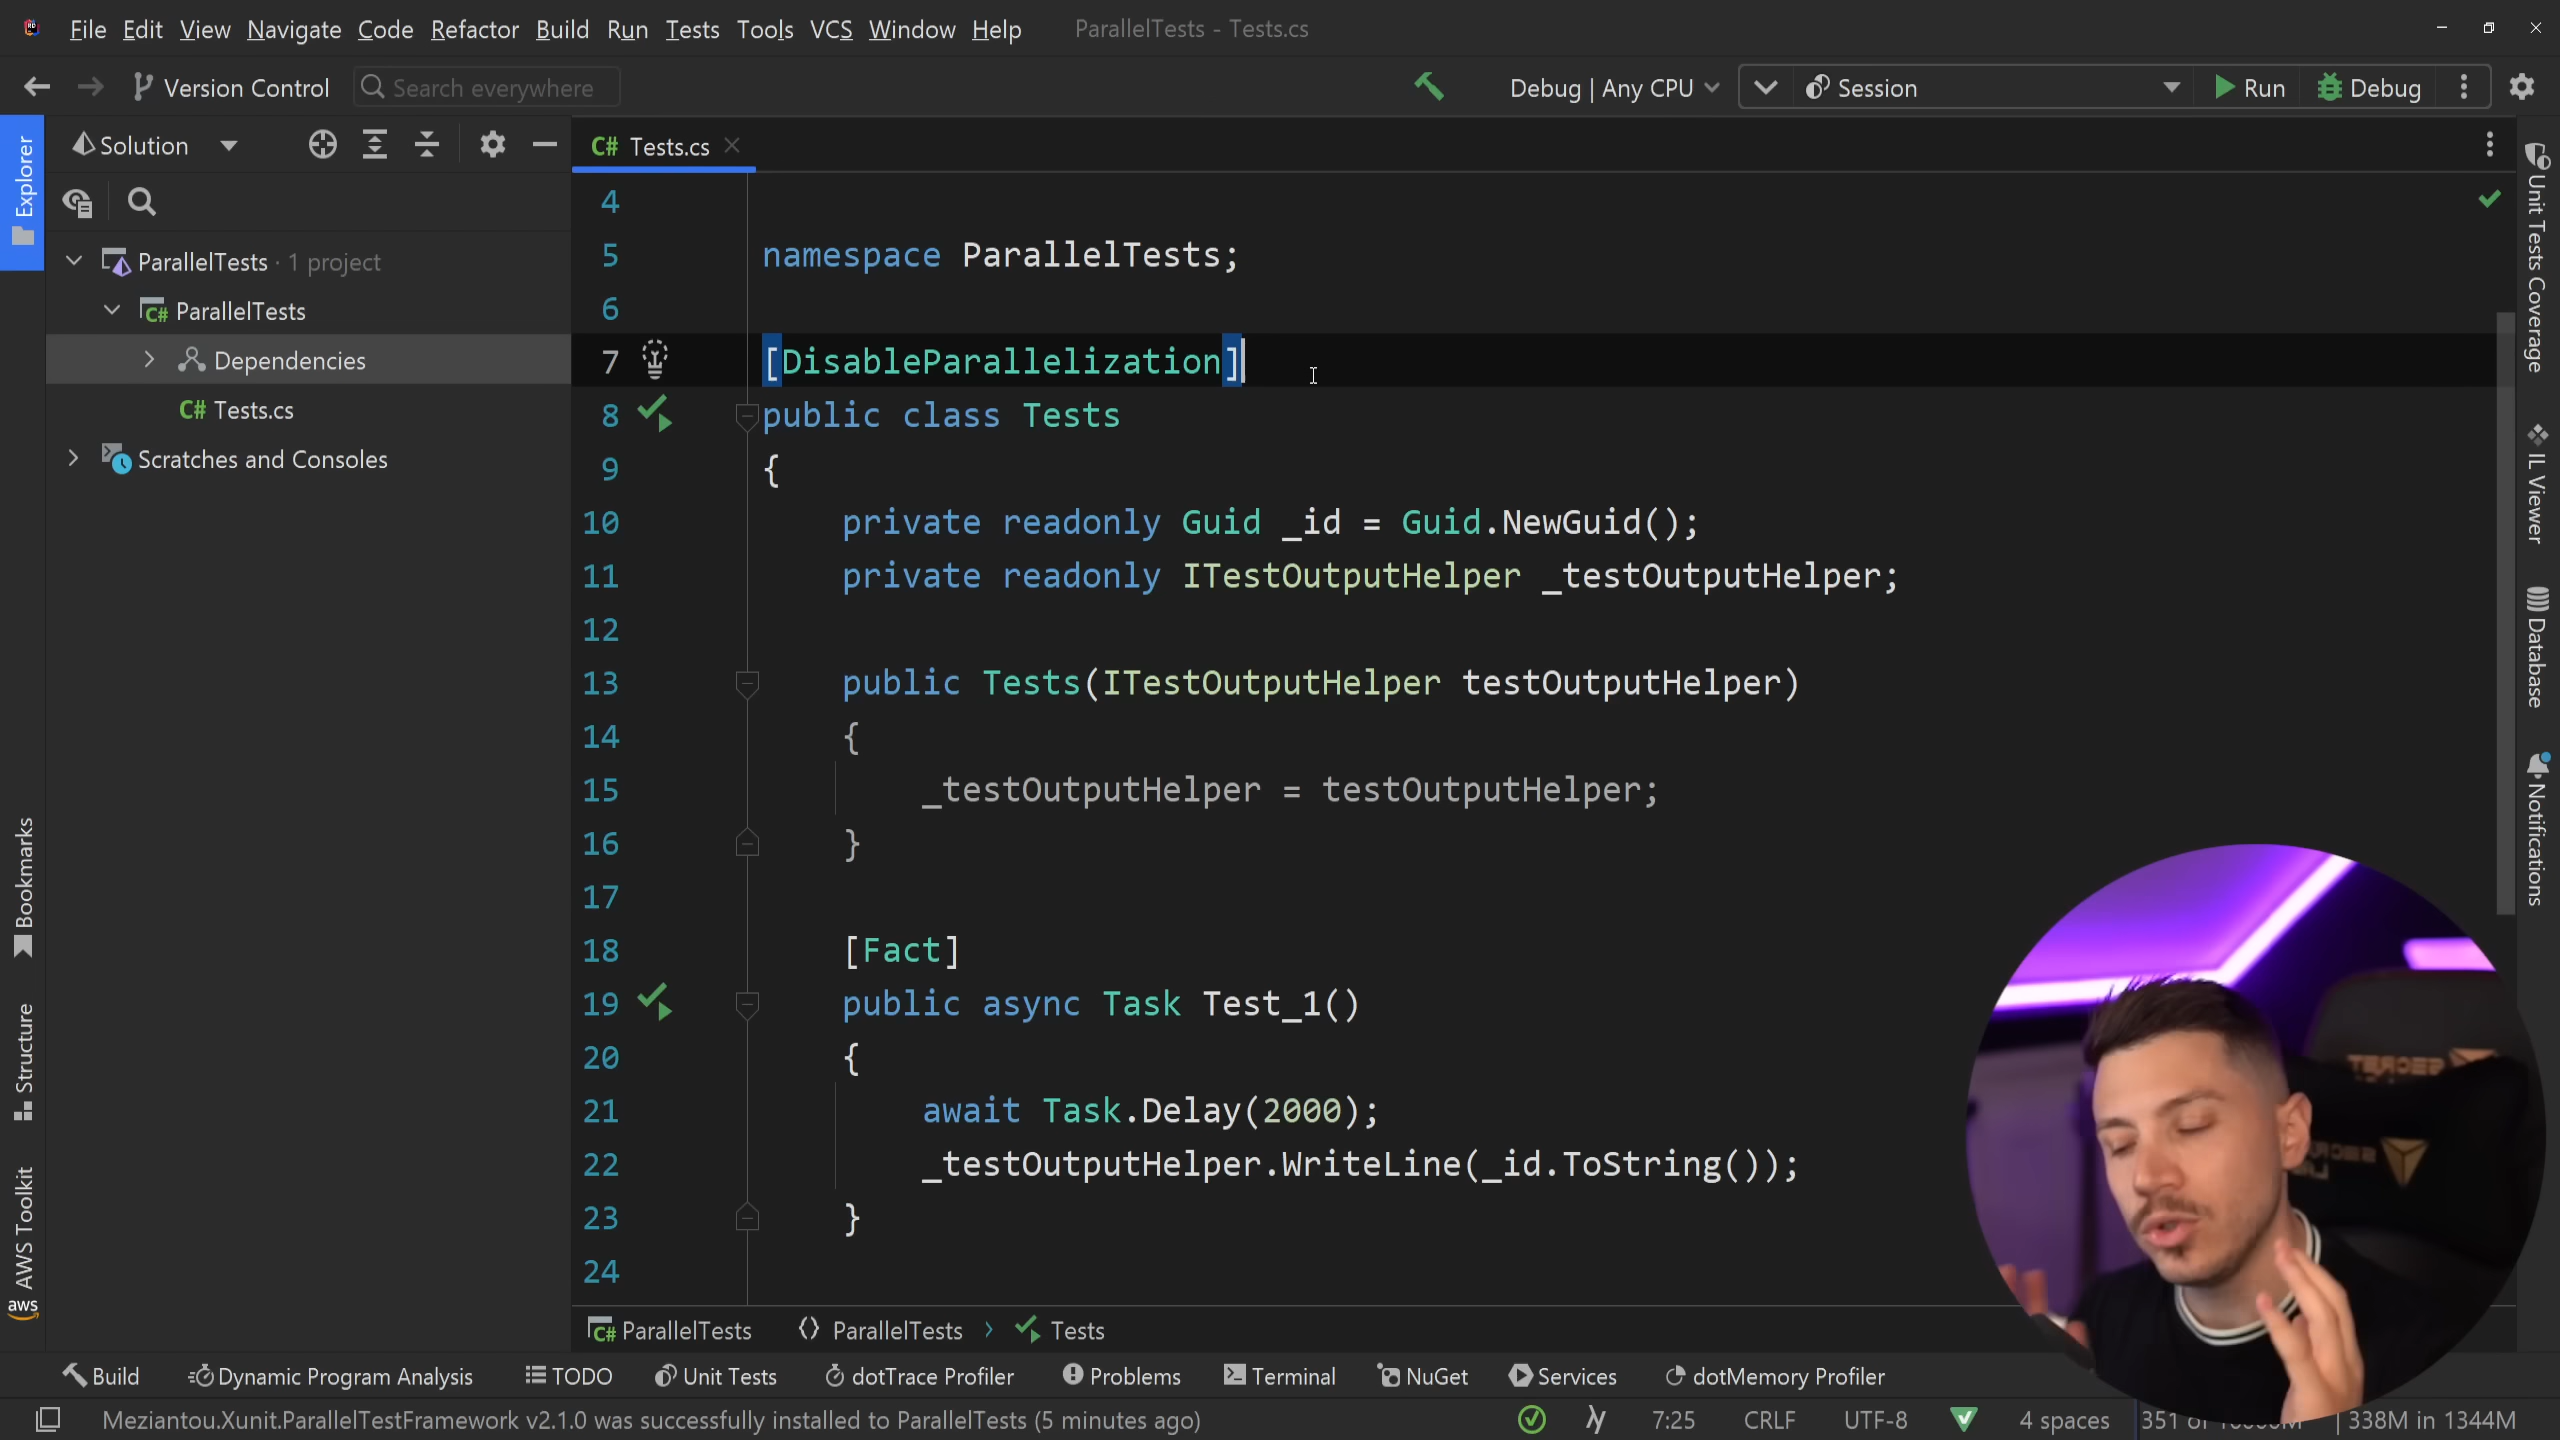 File Edit View Navigate Code Refactor Build Run Tests Tools VCS Window Help ParallelTests - Tests.cs
Version Control Search everywhere Debug | Any CPU Session Run Debug
Explorer
Solution
C# Tests.cs
ParallelTests · 1 project
C# ParallelTests
Dependencies
C# Tests.cs
Scratches and Consoles
4
5 namespace ParallelTests;
6
7 [DisableParallelization]
8 public class Tests
9 {
10 private readonly Guid _id = Guid.NewGuid();
11 private readonly ITestOutputHelper _testOutputHelper;
12
13 public Tests(ITestOutputHelper testOutputHelper)
14 {
15 _testOutputHelper = testOutputHelper;
16 }
17
18 [Fact]
19 public async Task Test_1()
20 {
21 await Task.Delay(2000);
22 _testOutputHelper.WriteLine(_id.ToString());
23 }
24
Unit Tests Coverage
IL Viewer
Database
Notifications
Bookmarks
Structure
AWS Toolkit
aws
C# ParallelTests ParallelTests Tests
Build Dynamic Program Analysis TODO Unit Tests dotTrace Profiler Problems Terminal NuGet Services dotMemory Profiler
Meziantou.Xunit.ParallelTestFramework v2.1.0 was successfully installed to ParallelTests (5 minutes ago) 7:25 CRLF UTF-8 4 spaces 351 338M in 1344M